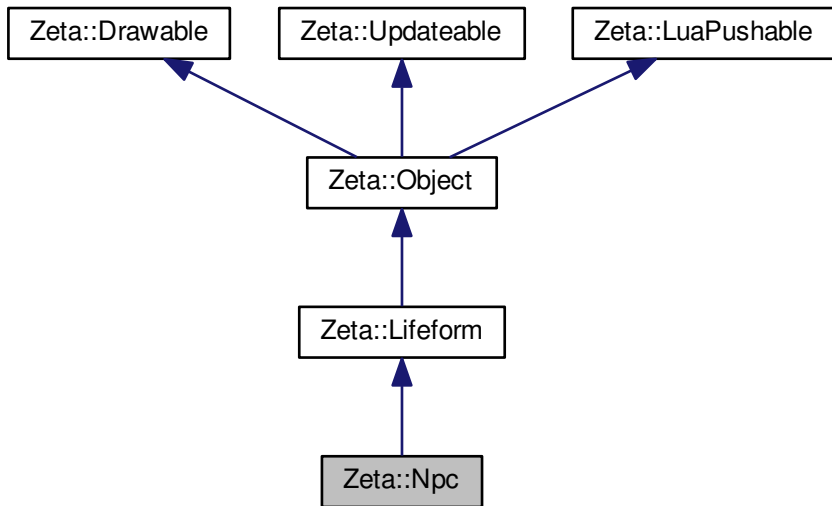 Zeta::Drawable
Zeta::Updateable
Zeta::LuaPushable
Zeta::Object
Zeta::Lifeform
Zeta::Npc